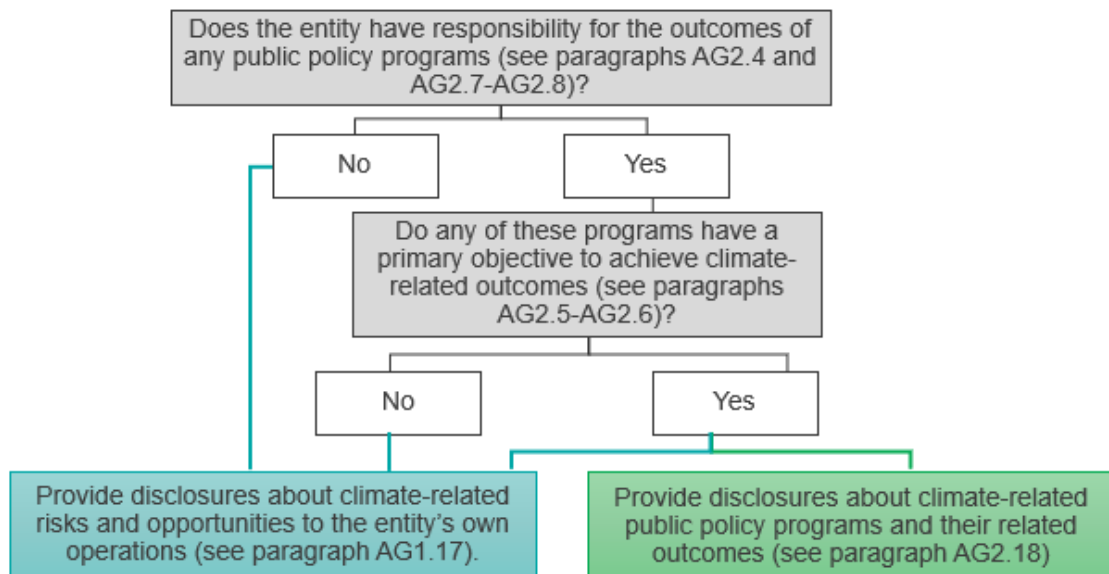 Does the entity have responsibility for the outcomes of
any public policy programs (see paragraphs AG2.4 and
AG2.7-AG2.8)?
No
Yes
Do any of these programs have a
primary objective to achieve climate-
related outcomes (see paragraphs
AG2.5-AG2.6)?
No
Yes
Provide disclosures about climate-related
risks and opportunities to the entity's own
operations (see paragraph AG1.17).
Provide disclosures about climate-related
public policy programs and their related
outcomes (see paragraph AG2.18)